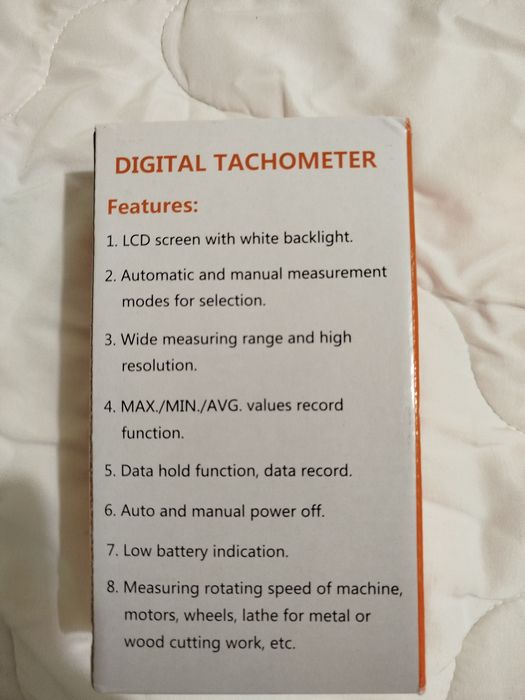 DIGITAL TACHOMETER
Features:
1. LCD screen with white backlight.
2. Automatic and manual measurement
modes for selection.
3. Wide measuring range and high
resolution.
4. MAX./MIN./AVG. values record
function.
5. Data hold function, data record.
6. Auto and manual power off.
7. Low battery indication.
8. Measuring rotating speed of machine,
motors, wheels, lathe for metal or
wood cutting work, etc.